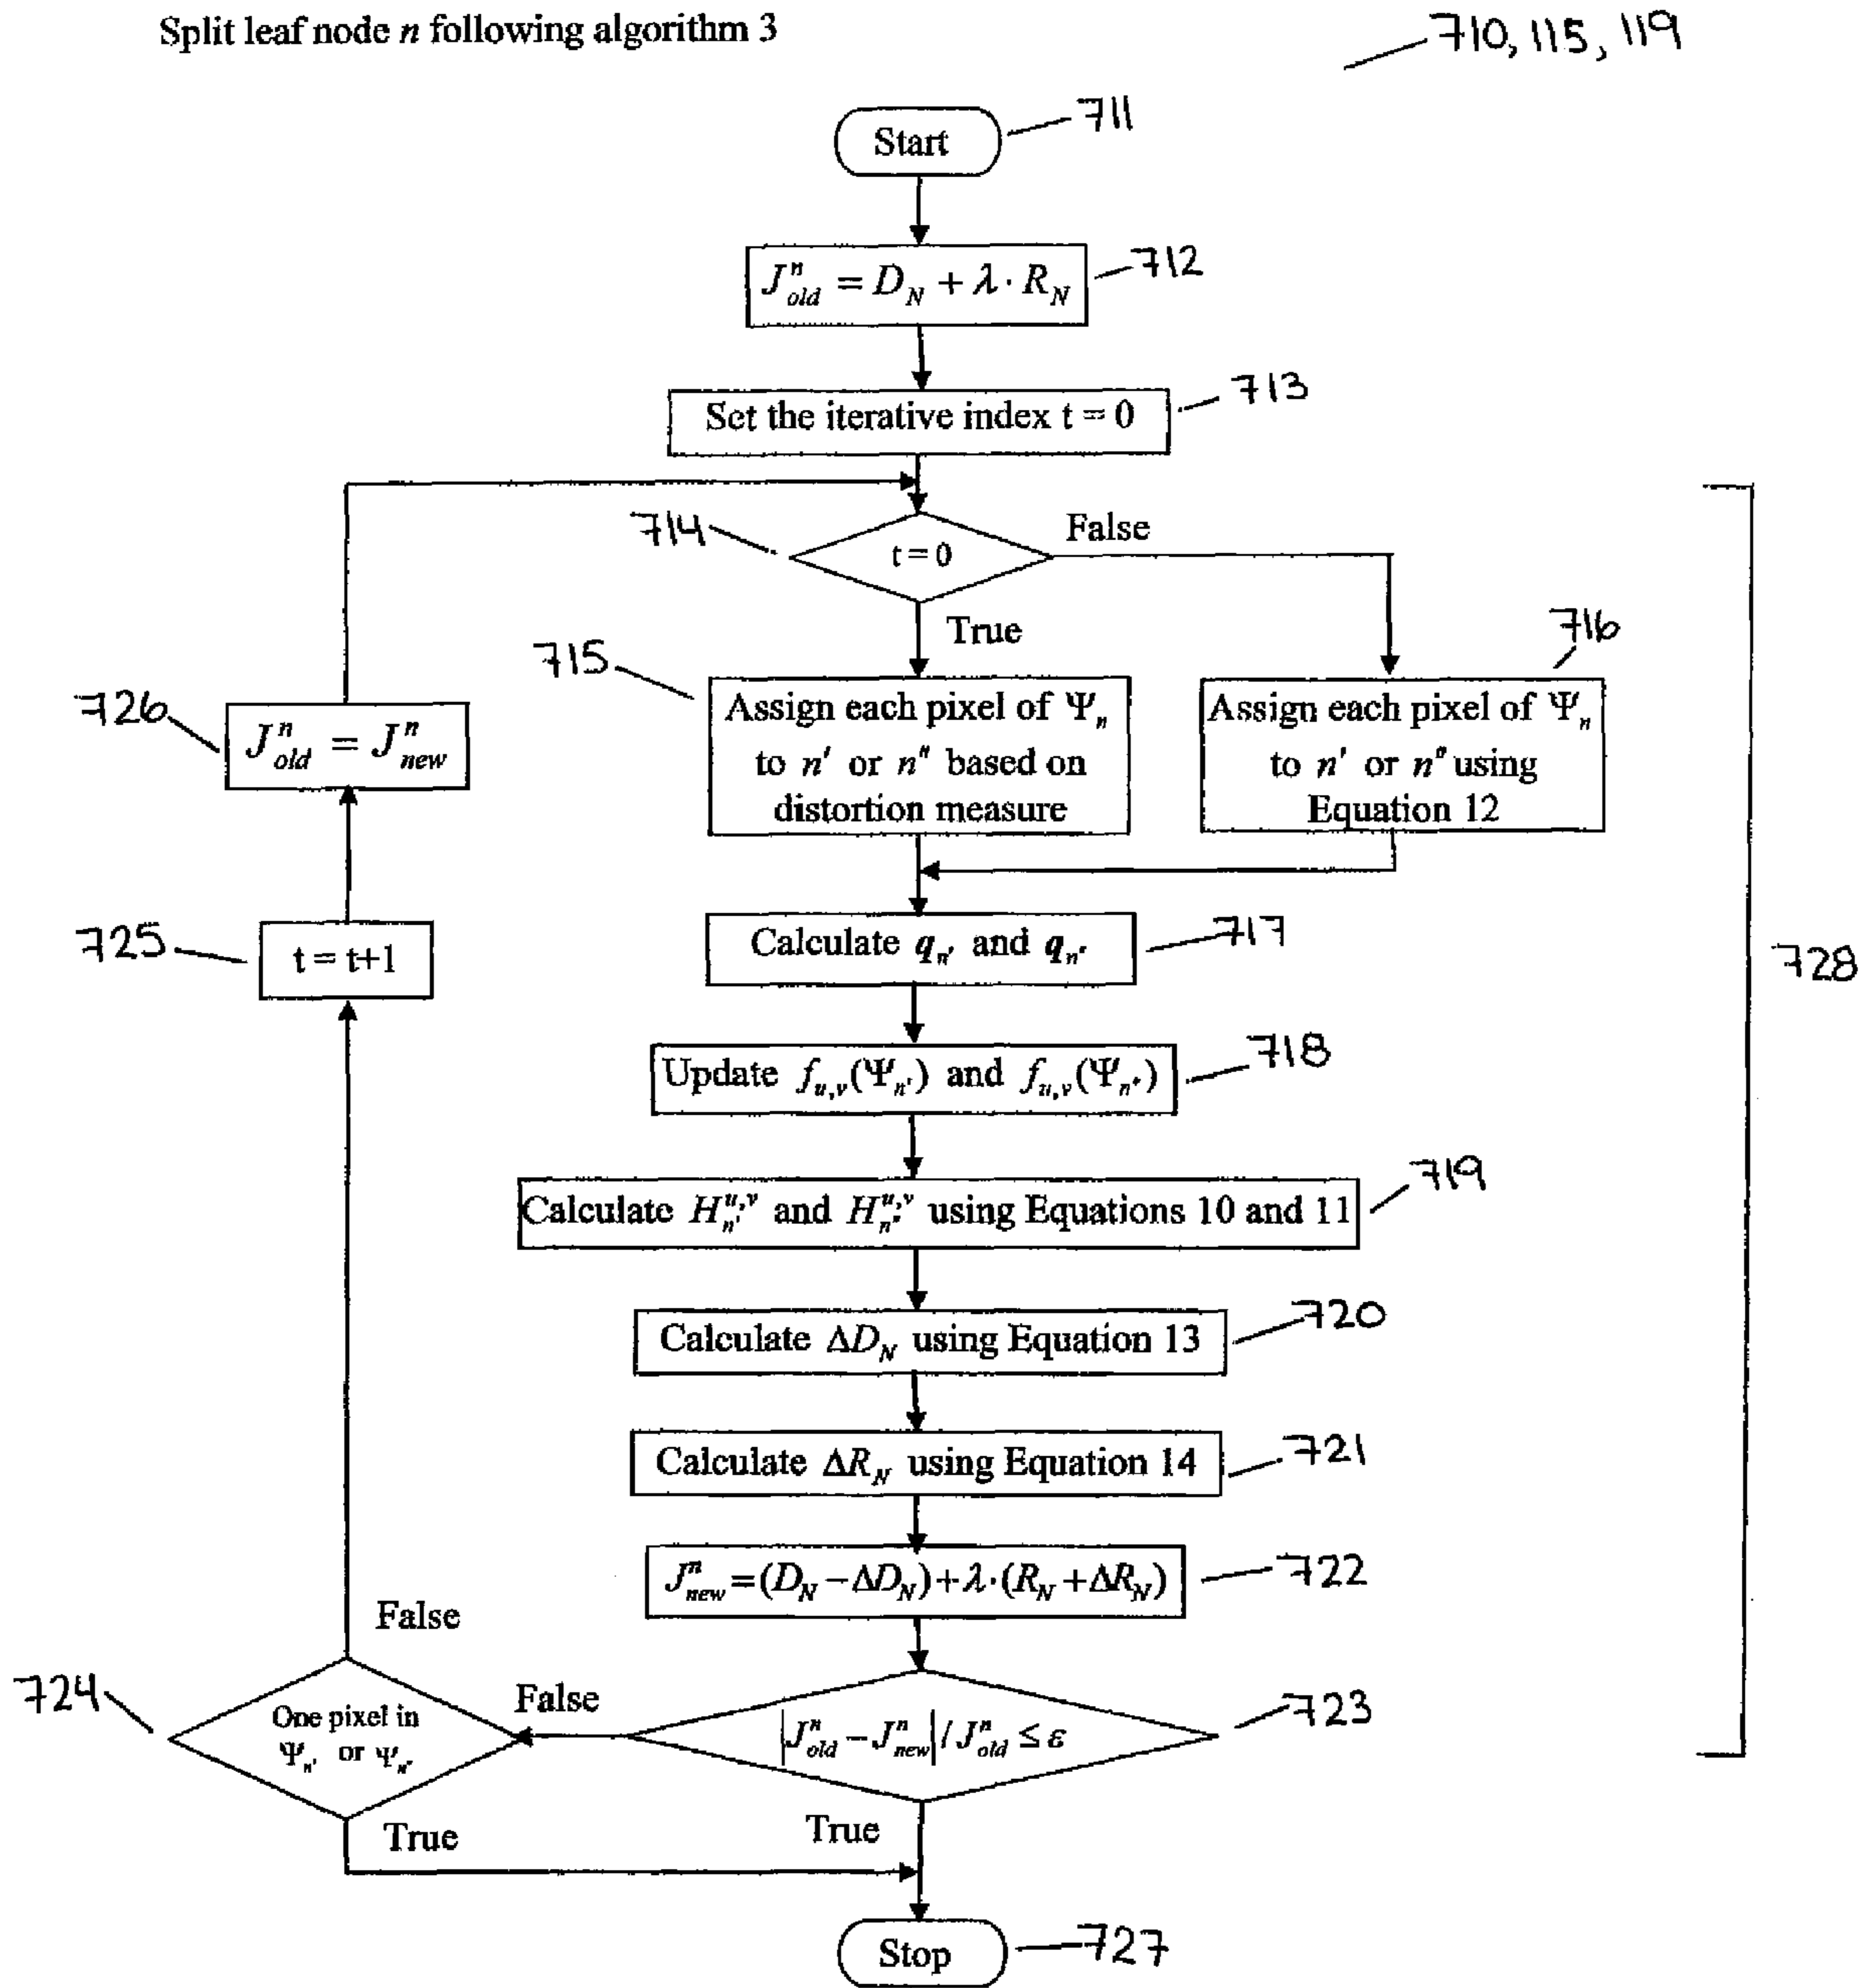 Split leaf node n following algorithm 3
710, 115, 119
Start
711
J^n_old = D_N + λ · R_N
712
Set the iterative index t = 0
713
714
t = 0
False
True
715
716
Assign each pixel of Ψ_n
to n' or n" based on
distortion measure
Assign each pixel of Ψ_n
to n' or n" using
Equation 12
726
J^n_old = J^n_new
Calculate q_n' and q_n"
717
725
t = t+1
728
Update f_u,v(Ψ_n') and f_u,v(Ψ_n")
718
Calculate H_n'^u,v and H_n"^u,v using Equations 10 and 11
719
Calculate ΔD_N using Equation 13
720
Calculate ΔR_N using Equation 14
721
J^n_new = (D_N − ΔD_N) + λ · (R_N + ΔR_N)
722
False
724
One pixel in
Ψ_n' or Ψ_n"
False
|J^n_old − J^n_new| / J^n_old ≤ ε
723
True
True
Stop
727